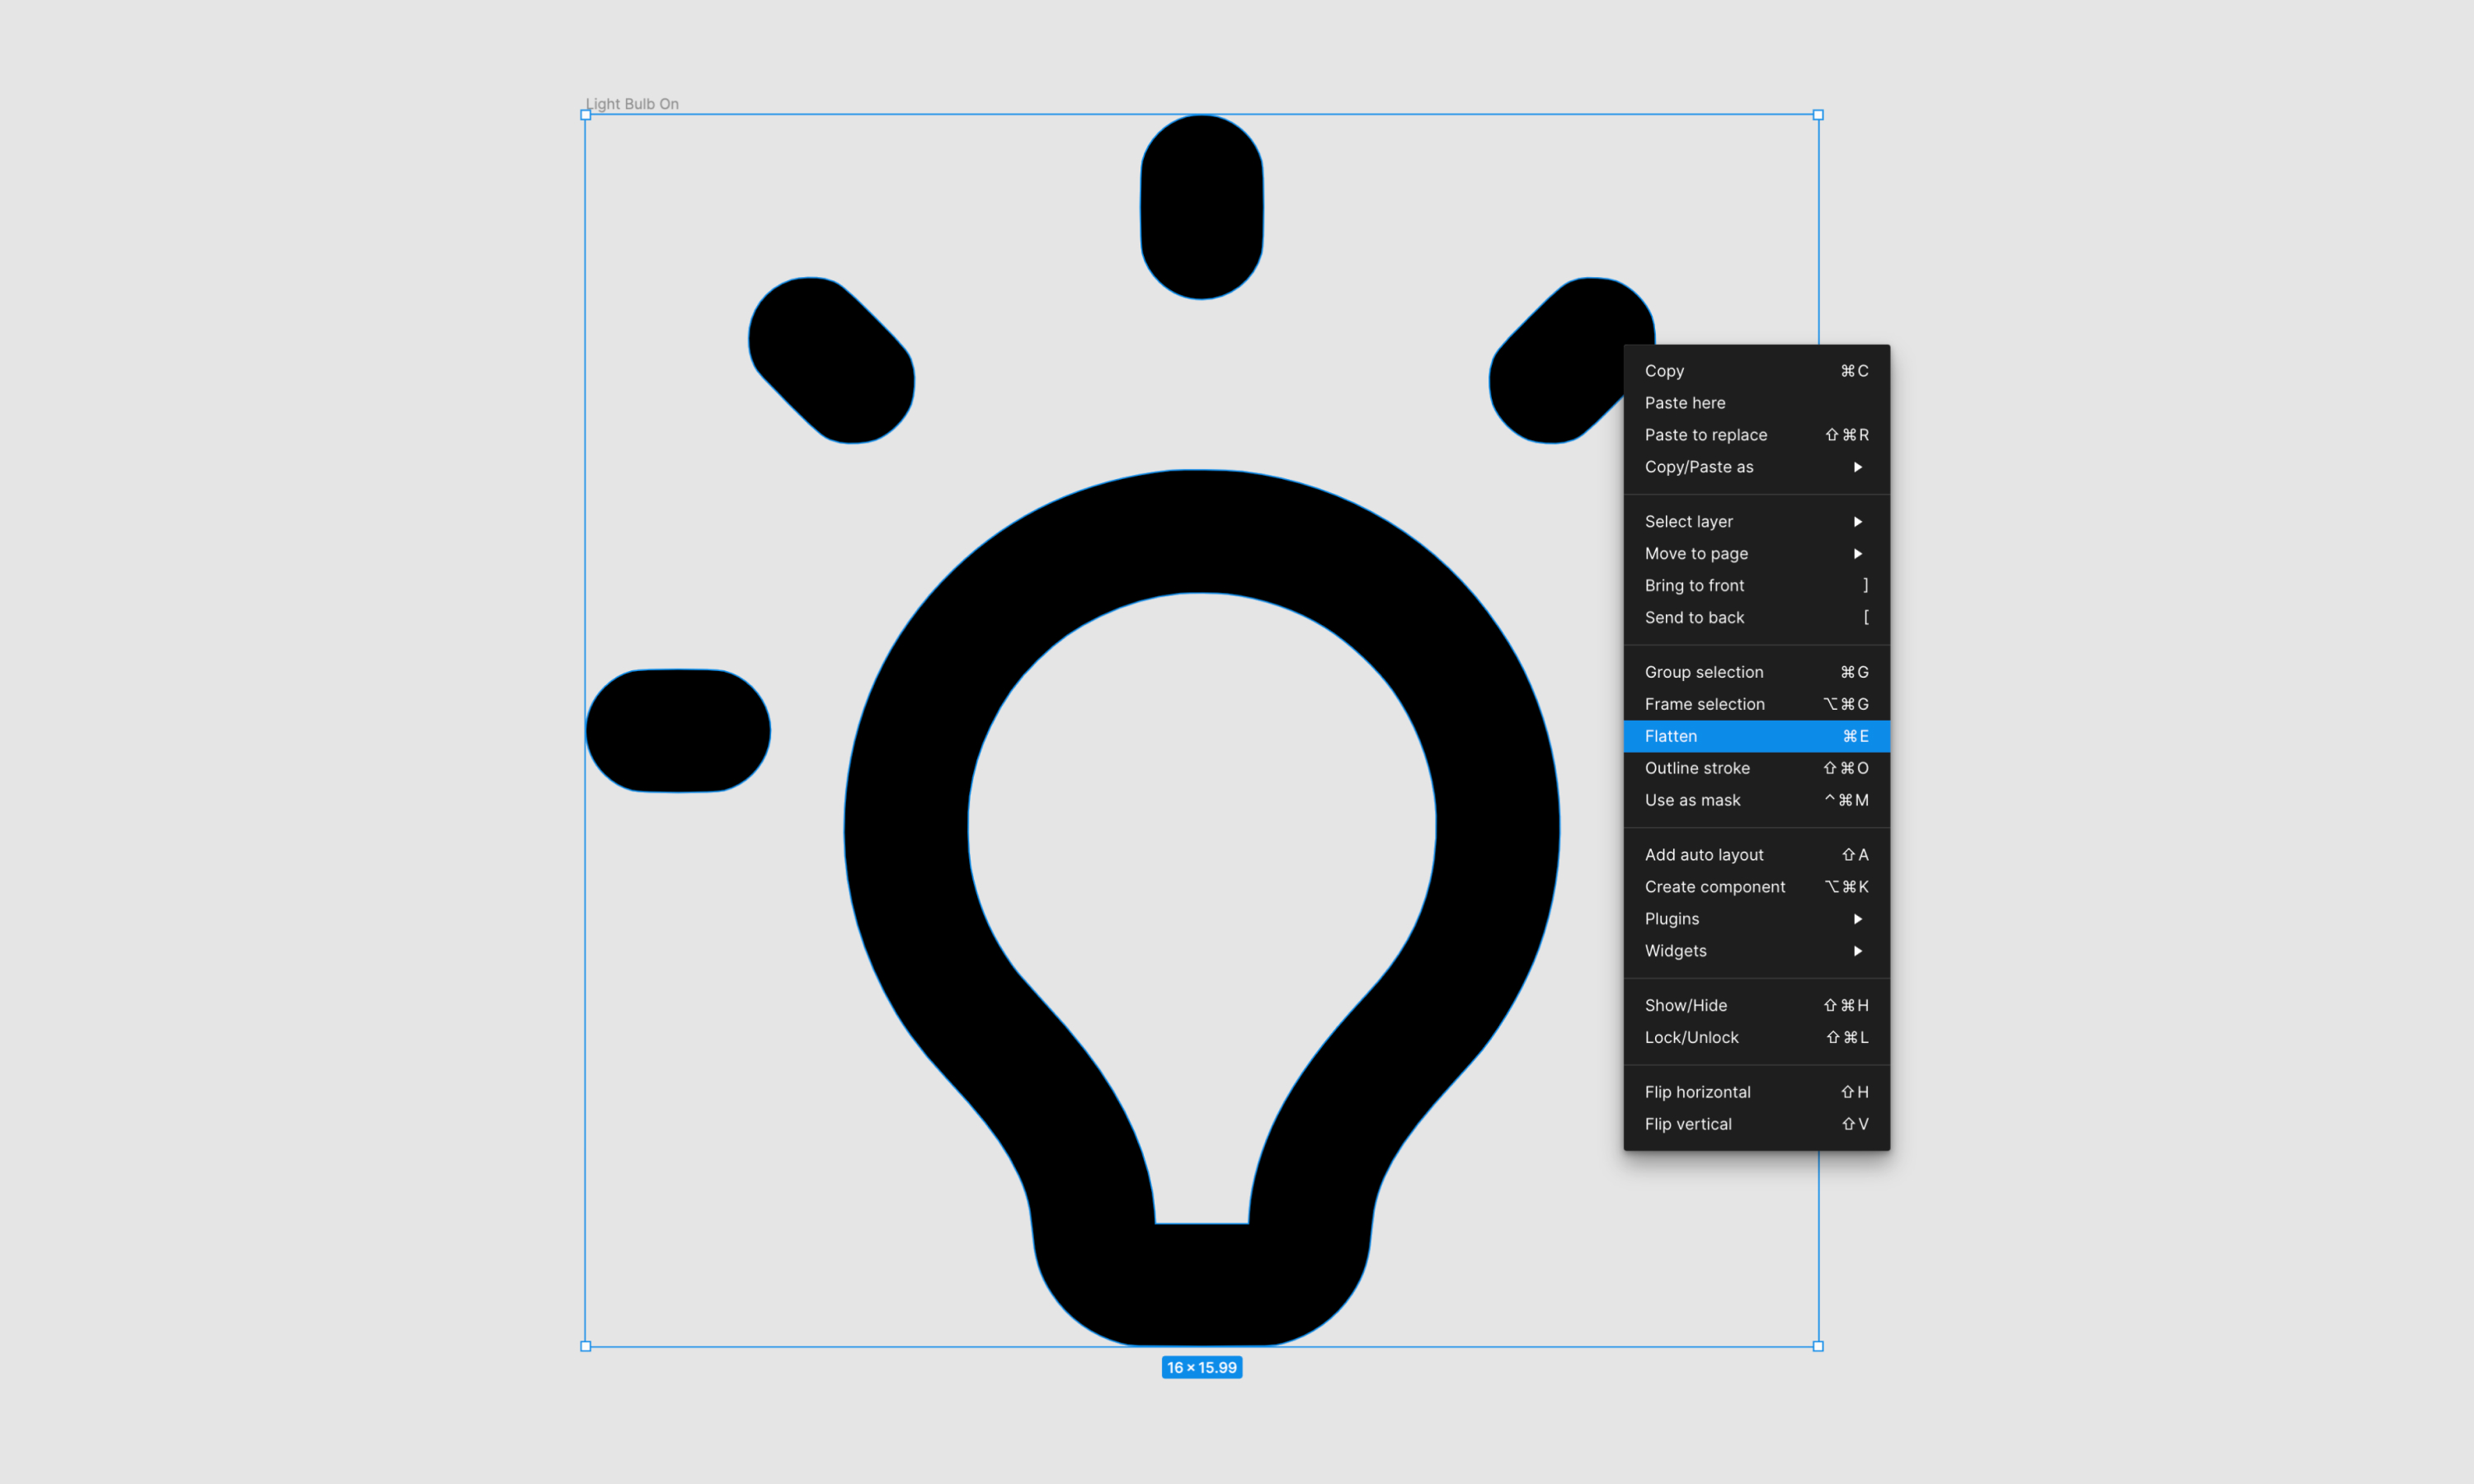 Light Bulb On
Copy ⌘C
Paste here
Paste to replace ⇧⌘R
Copy/Paste as ▶
Select layer ▶
Move to page ▶
Bring to front ]
Send to back [
Group selection ⌘G
Frame selection ⌥⌘G
Flatten ⌘E
Outline stroke ⇧⌘O
Use as mask ^⌘M
Add auto layout ⇧A
Create component ⌥⌘K
Plugins ▶
Widgets ▶
Show/Hide ⇧⌘H
Lock/Unlock ⇧⌘L
Flip horizontal ⇧H
Flip vertical ⇧V
16 × 15.99